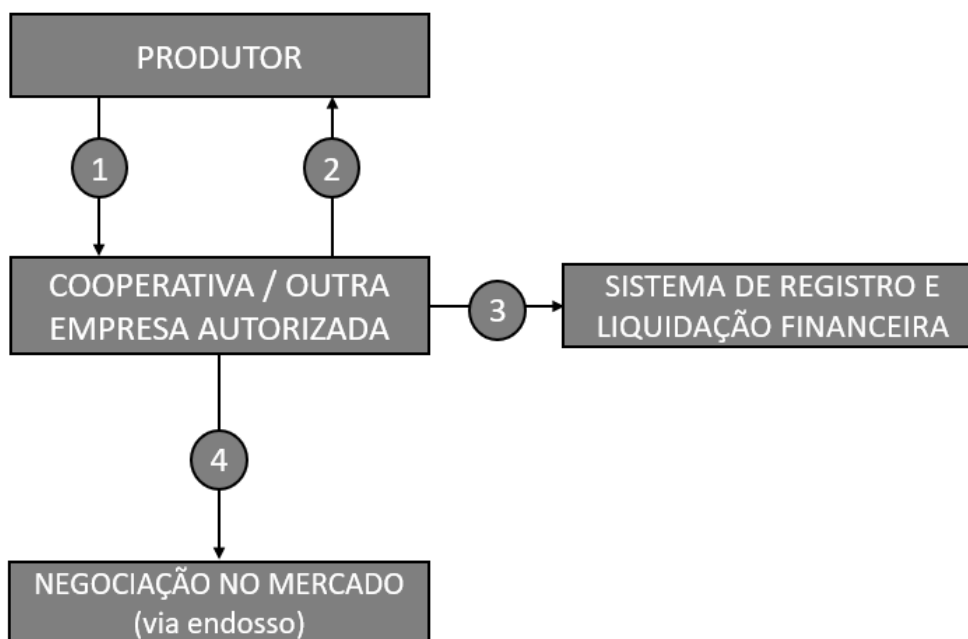 PRODUTOR
1
2
COOPERATIVA / OUTRA
EMPRESA AUTORIZADA
3
SISTEMA DE REGISTRO E
LIQUIDAÇÃO FINANCEIRA
4
NEGOCIAÇÃO NO MERCADO
(via endosso)